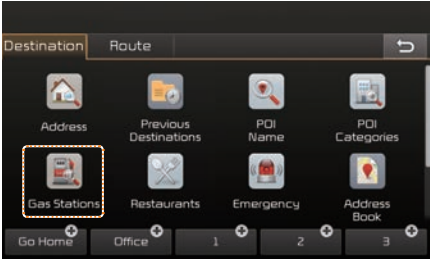 Destination Route
Address Previous Destinations POI Name POI Categories
Gas Stations Restaurants Emergency Address Book
Go Home Office 1 2 3